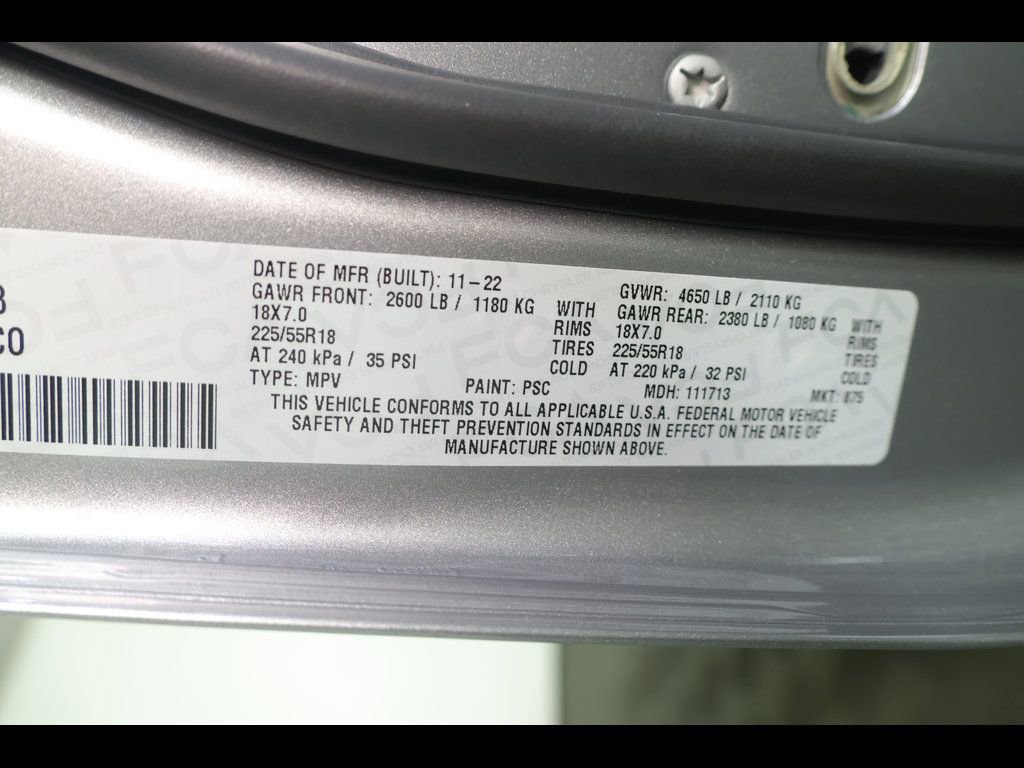 B
CO
DATE OF MFR (BUILT): 11-22
GAWR FRONT: 2600 LB / 1180 KG WITH
18X7.0 RIMS
225/55R18 TIRES
AT 240 kPa / 35 PSI COLD
TYPE: MPV PAINT: PSC
GVWR: 4650 LB / 2110 KG
GAWR REAR: 2380 LB / 1080 KG WITH
18X7.0 RIMS
225/55R18 TIRES
AT 220 kPa / 32 PSI COLD
MDH: 111713 MKT: 875
THIS VEHICLE CONFORMS TO ALL APPLICABLE U.S.A. FEDERAL MOTOR VEHICLE
SAFETY AND THEFT PREVENTION STANDARDS IN EFFECT ON THE DATE OF
MANUFACTURE SHOWN ABOVE.